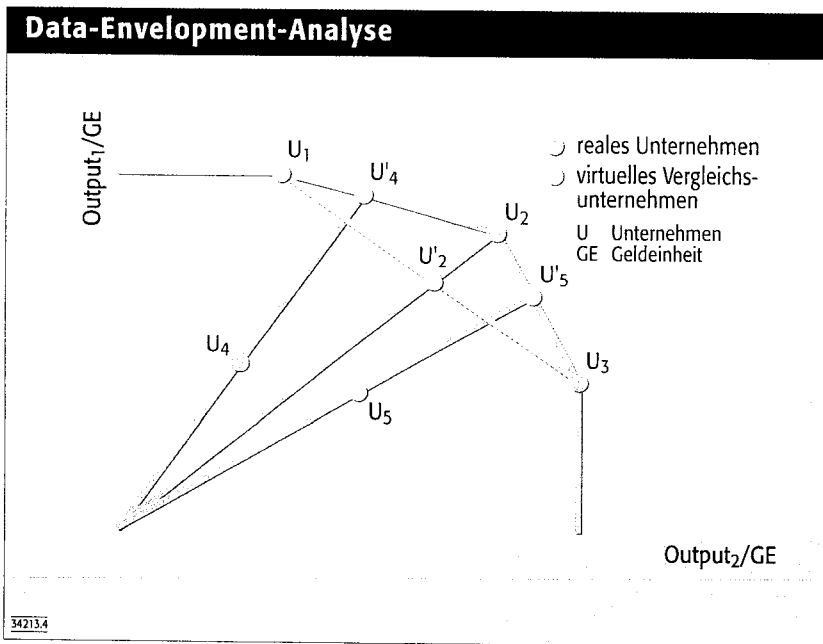 Data-Envelopment-Analyse
Output₁/GE
U₁
U'₄
U₂
U'₂
U'₅
U₄
U₃
U₅
reales Unternehmen
virtuelles Vergleichs-
unternehmen
U Unternehmen
GE Geldeinheit
Output₂/GE
34213.4